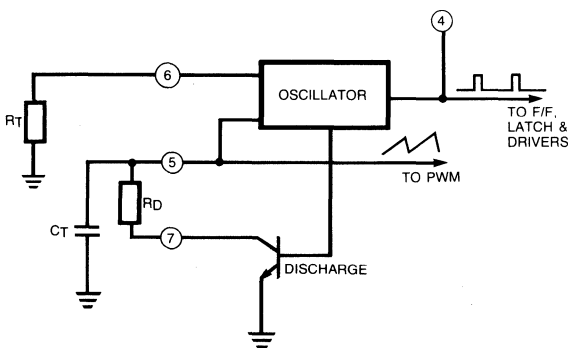 4
6
OSCILLATOR
RT
TO F/F,
LATCH &
DRIVERS
5
TO PWM
RD
CT
7
DISCHARGE